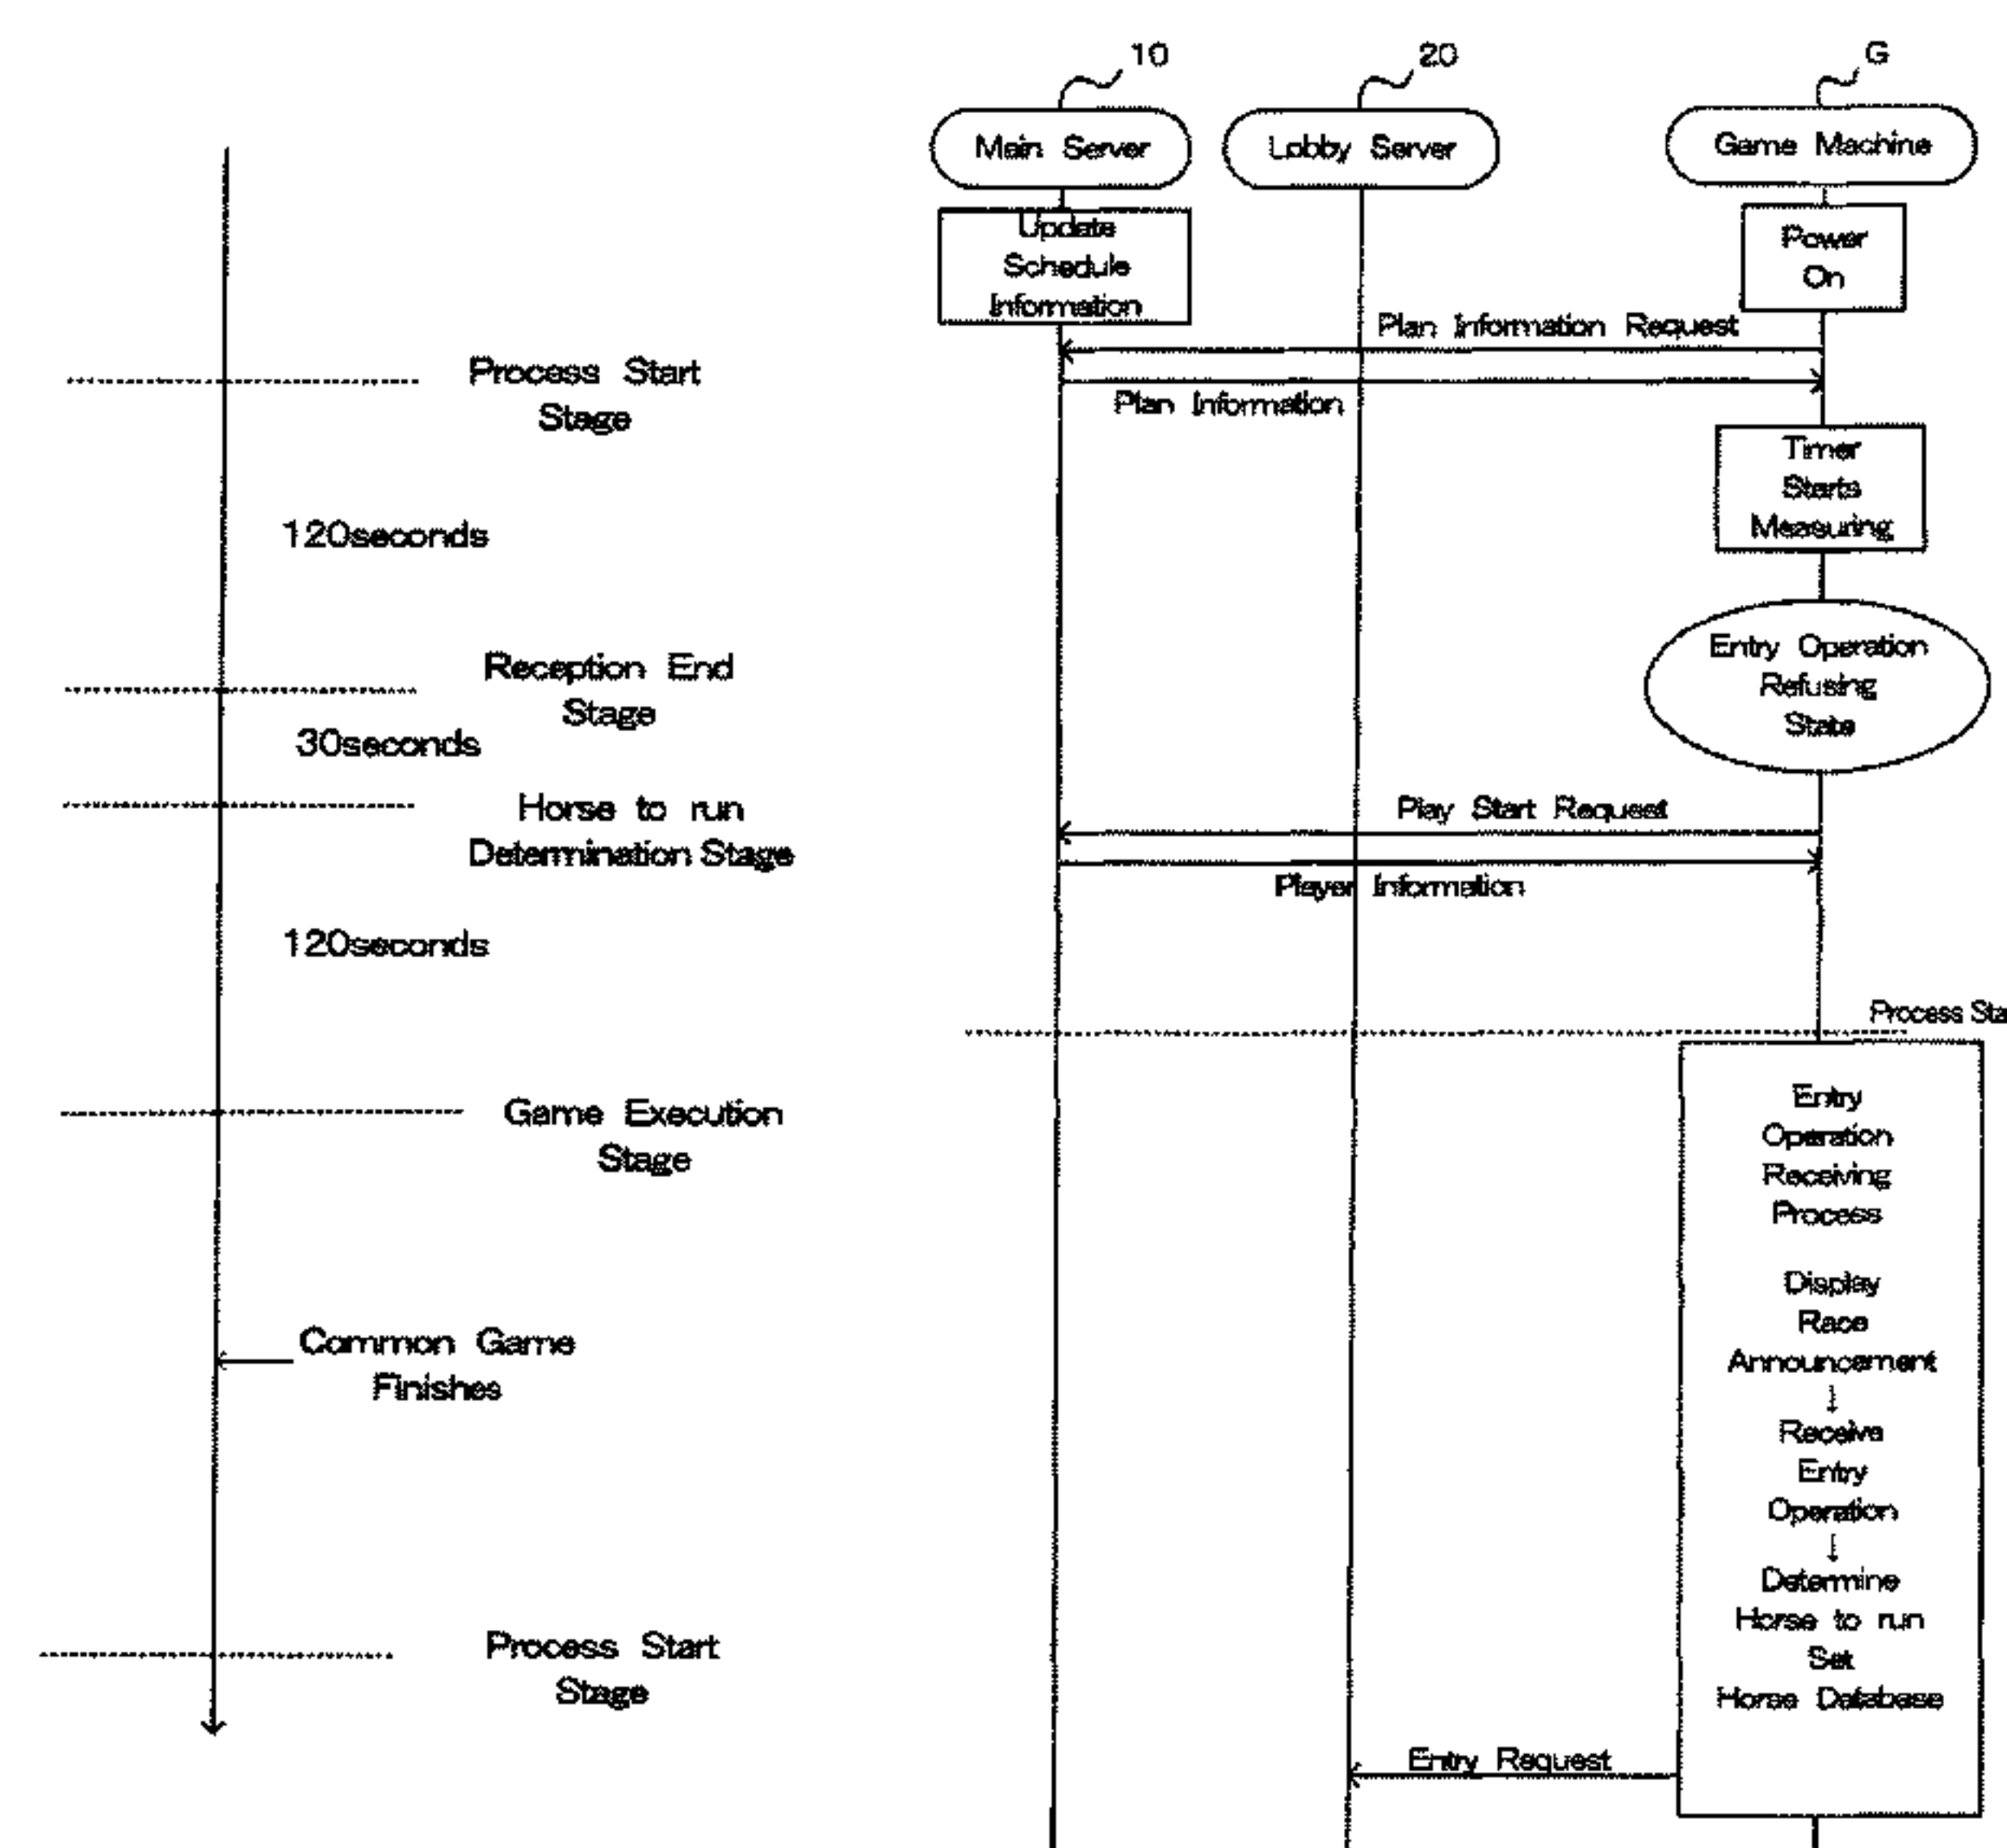 Process Start
Stage
120seconds
Reception End
Stage
30seconds
Horse to run
Determination Stage
120seconds
Game Execution
Stage
Common Game
Finishes
Process Start
Stage
10
20
G
Main Server
Lobby Server
Game Machine
Update
Schedule
Information
Power
On
Plan Information Request
Plan Information
Timer
Starts
Measuring
Entry Operation
Refusing
State
Play Start Request
Player Information
Process Sta
Entry
Operation
Receiving
Process
Display
Race
Announcement
↓
Receive
Entry
Operation
↓
Determine
Horse to run
Set
Horse Database
Entry Request